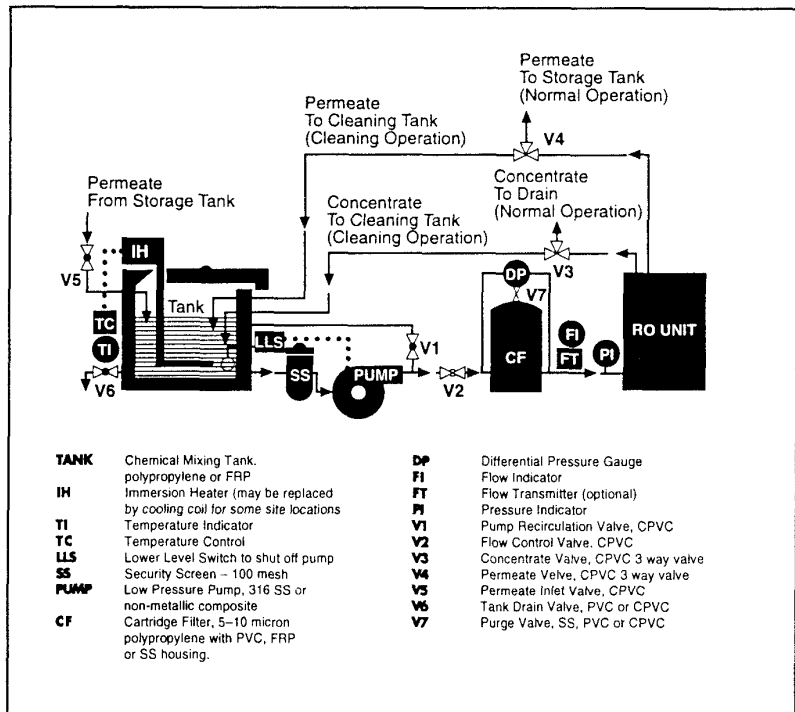 Permeate
To Storage Tank
(Normal Operation)
V4
Permeate
To Cleaning Tank
(Cleaning Operation)
Concentrate
To Drain
(Normal Operation)
V3
Permeate
From Storage Tank
Concentrate
To Cleaning Tank
(Cleaning Operation)
IH
V5
Tank
TC
TI
V6
LLS
SS
PUMP
V1
V2
DP
V7
CF
FI
FT
PI
RO UNIT
TANK Chemical Mixing Tank.
polypropylene or FRP
IH Immersion Heater (may be replaced
by cooling coil for some site locations
TI Temperature Indicator
TC Temperature Control
LLS Lower Level Switch to shut off pump
SS Security Screen – 100 mesh
PUMP Low Pressure Pump, 316 SS or
non-metallic composite
CF Cartridge Filter, 5–10 micron
polypropylene with PVC, FRP
or SS housing.
DP Differential Pressure Gauge
FI Flow Indicator
FT Flow Transmitter (optional)
PI Pressure Indicator
V1 Pump Recirculation Valve, CPVC
V2 Flow Control Valve. CPVC
V3 Concentrate Valve, CPVC 3 way valve
V4 Permeate Velve, CPVC 3 way valve
V5 Permeate Inlet Valve, CPVC
V6 Tank Drain Valve, PVC or CPVC
V7 Purge Valve, SS, PVC or CPVC